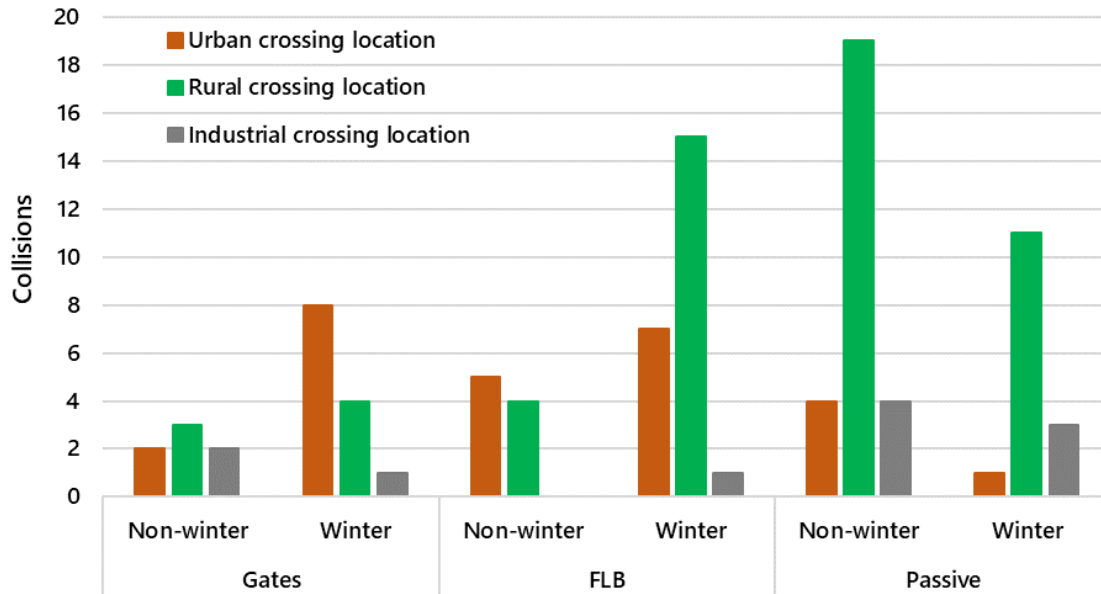 20
18
16
14
12
10
8
6
4
2
0
Collisions
Urban crossing location
Rural crossing location
Industrial crossing location
Non-winter Winter Non-winter Winter Non-winter Winter
Gates FLB Passive